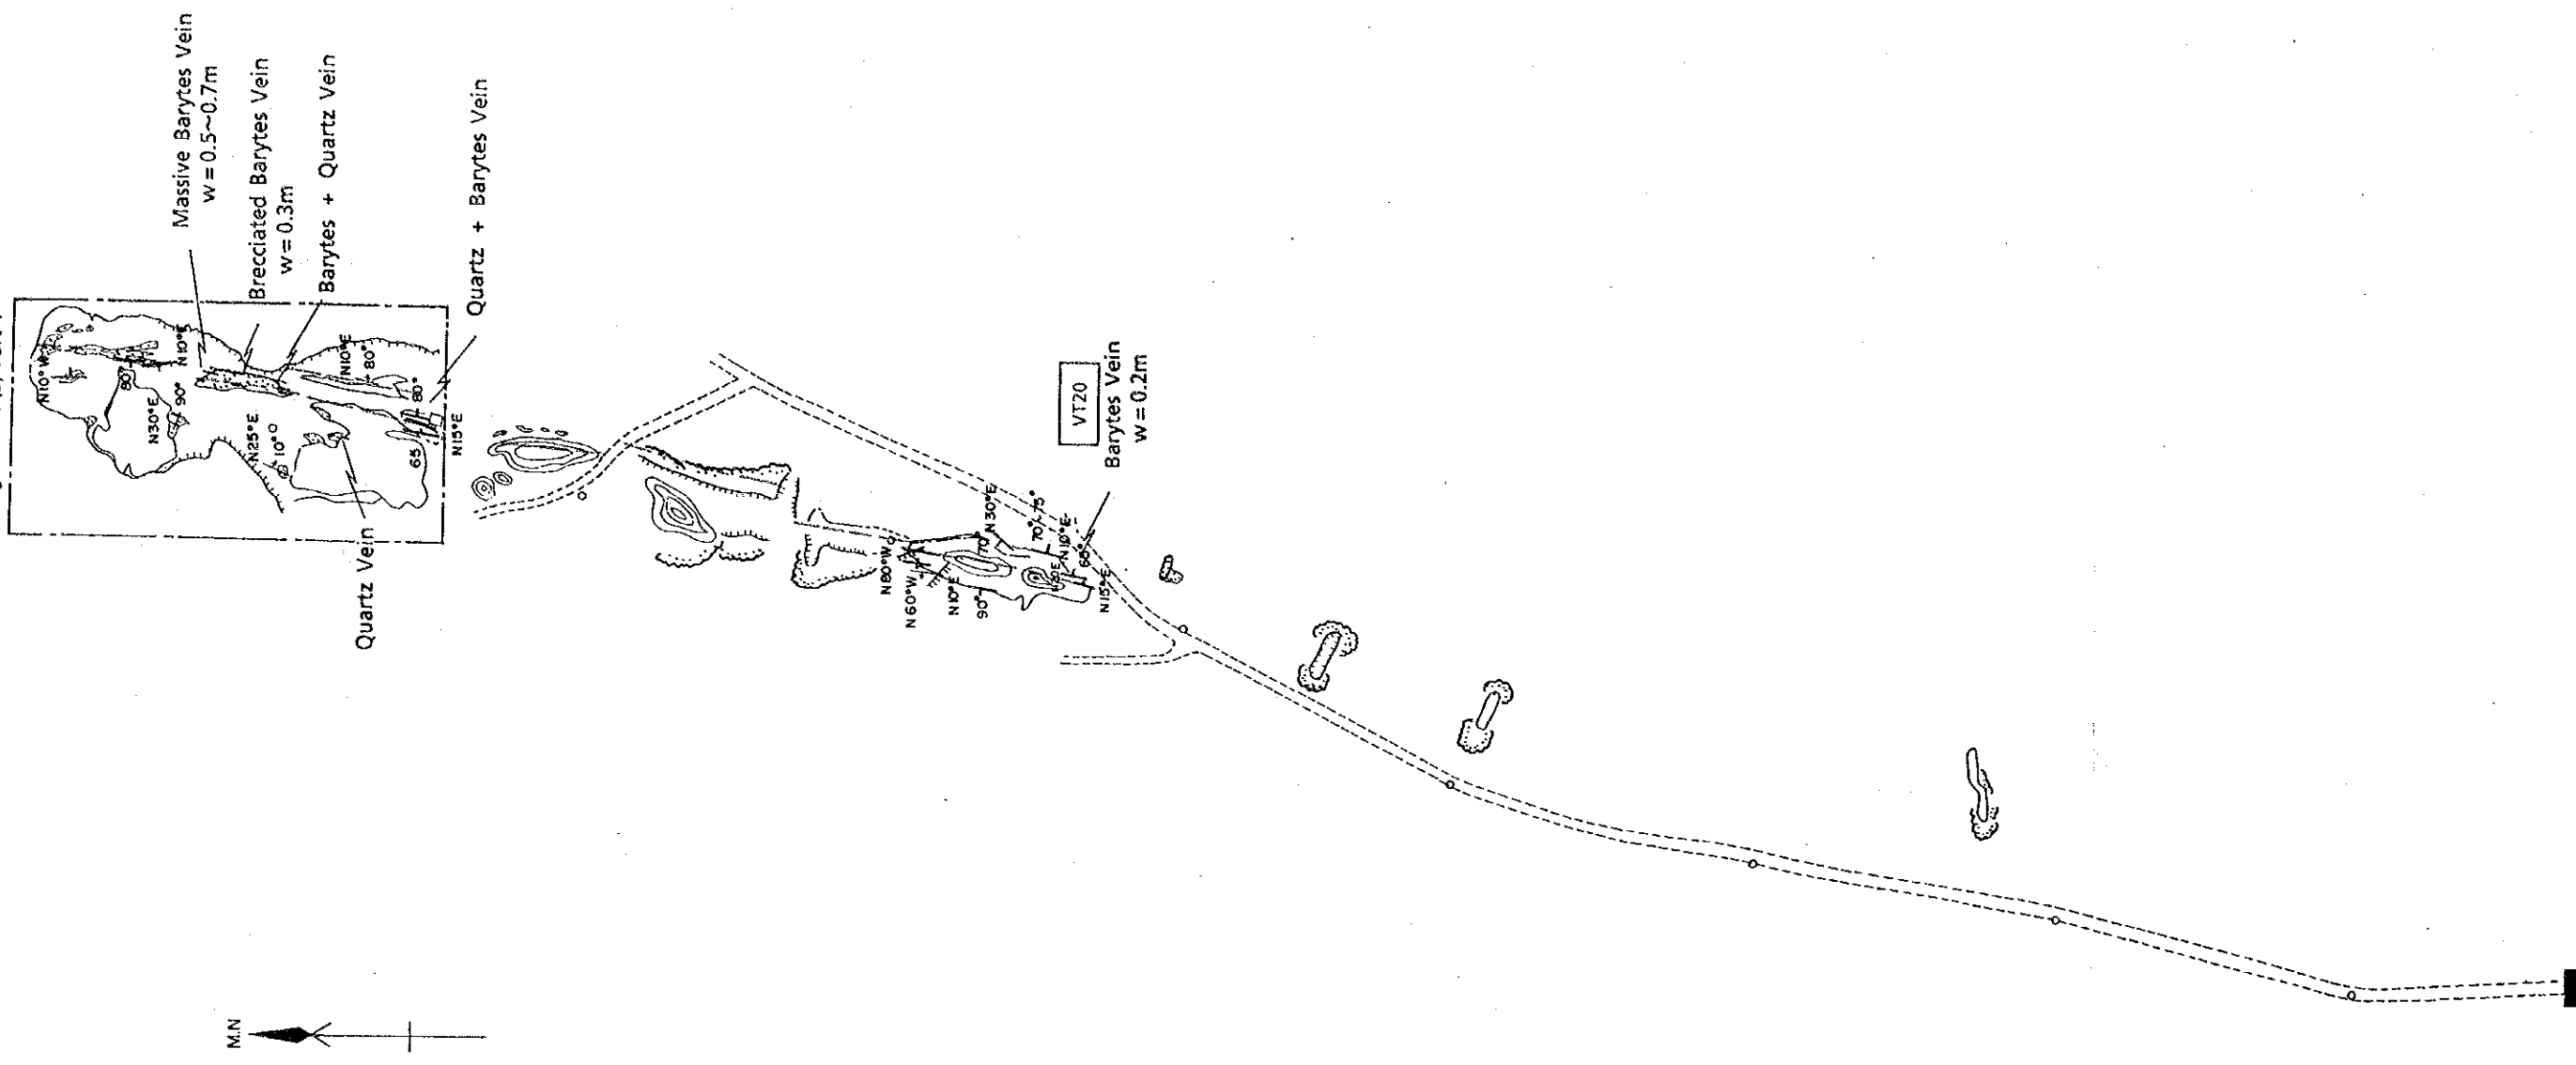 Massive Barytes Vein
w = 0.5~0.7m
Brecciated Barytes Vein
w = 0.3m
Barytes + Quartz Vein
Quartz + Barytes Vein
Quartz Vein
N10°W
80°
N10°E
N30°E
90°
N25°E
10°
N10°E
80°
80°
65
N15°E
VT20
Barytes Vein
w = 0.2m
N80°W
N60°W
N10°E
90°
70°
N30°E
70°
75°
N10°E
60°
N15°E
M.N